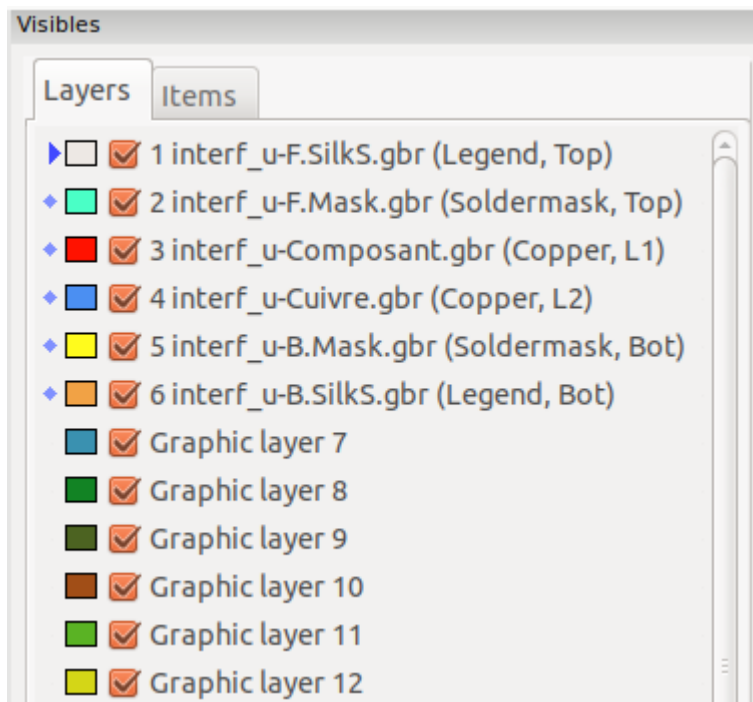 Visibles
Layers Items
1 interf_u-F.SilkS.gbr (Legend, Top)
2 interf_u-F.Mask.gbr (Soldermask, Top)
3 interf_u-Composant.gbr (Copper, L1)
4 interf_u-Cuivre.gbr (Copper, L2)
5 interf_u-B.Mask.gbr (Soldermask, Bot)
6 interf_u-B.SilkS.gbr (Legend, Bot)
Graphic layer 7
Graphic layer 8
Graphic layer 9
Graphic layer 10
Graphic layer 11
Graphic layer 12